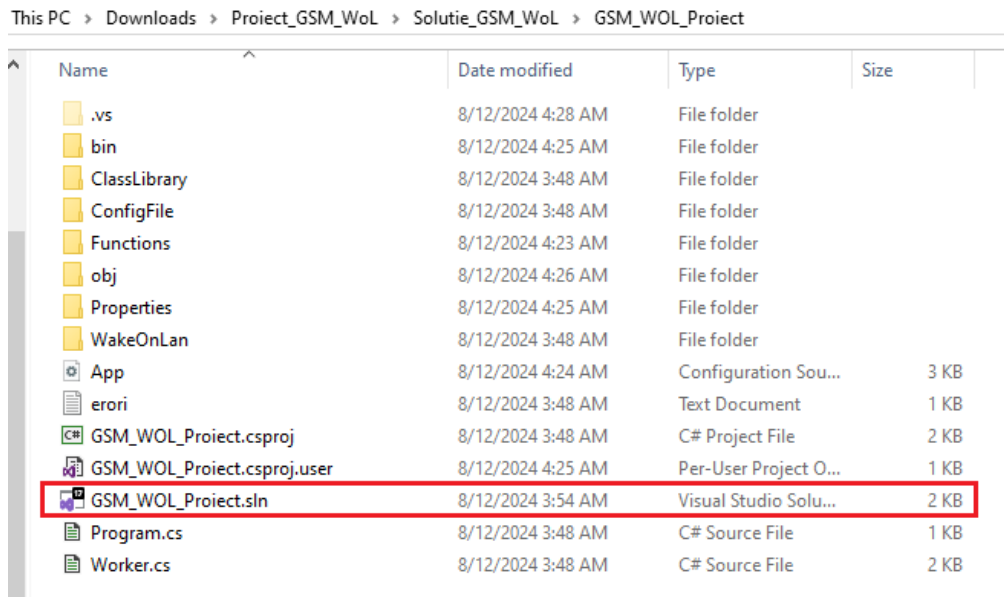 This PC > Downloads > Proiect_GSM_WoL > Solutie_GSM_WoL > GSM_WOL_Proiect
Name Date modified Type Size
.vs 8/12/2024 4:28 AM File folder
bin 8/12/2024 4:25 AM File folder
ClassLibrary 8/12/2024 3:48 AM File folder
ConfigFile 8/12/2024 3:48 AM File folder
Functions 8/12/2024 4:23 AM File folder
obj 8/12/2024 4:26 AM File folder
Properties 8/12/2024 4:25 AM File folder
WakeOnLan 8/12/2024 3:48 AM File folder
App 8/12/2024 4:24 AM Configuration Sou... 3 KB
erori 8/12/2024 3:48 AM Text Document 1 KB
C# GSM_WOL_Proiect.csproj 8/12/2024 3:48 AM C# Project File 2 KB
GSM_WOL_Proiect.csproj.user 8/12/2024 4:25 AM Per-User Project O... 1 KB
17 GSM_WOL_Proiect.sln 8/12/2024 3:54 AM Visual Studio Solu... 2 KB
Program.cs 8/12/2024 3:48 AM C# Source File 1 KB
Worker.cs 8/12/2024 3:48 AM C# Source File 2 KB